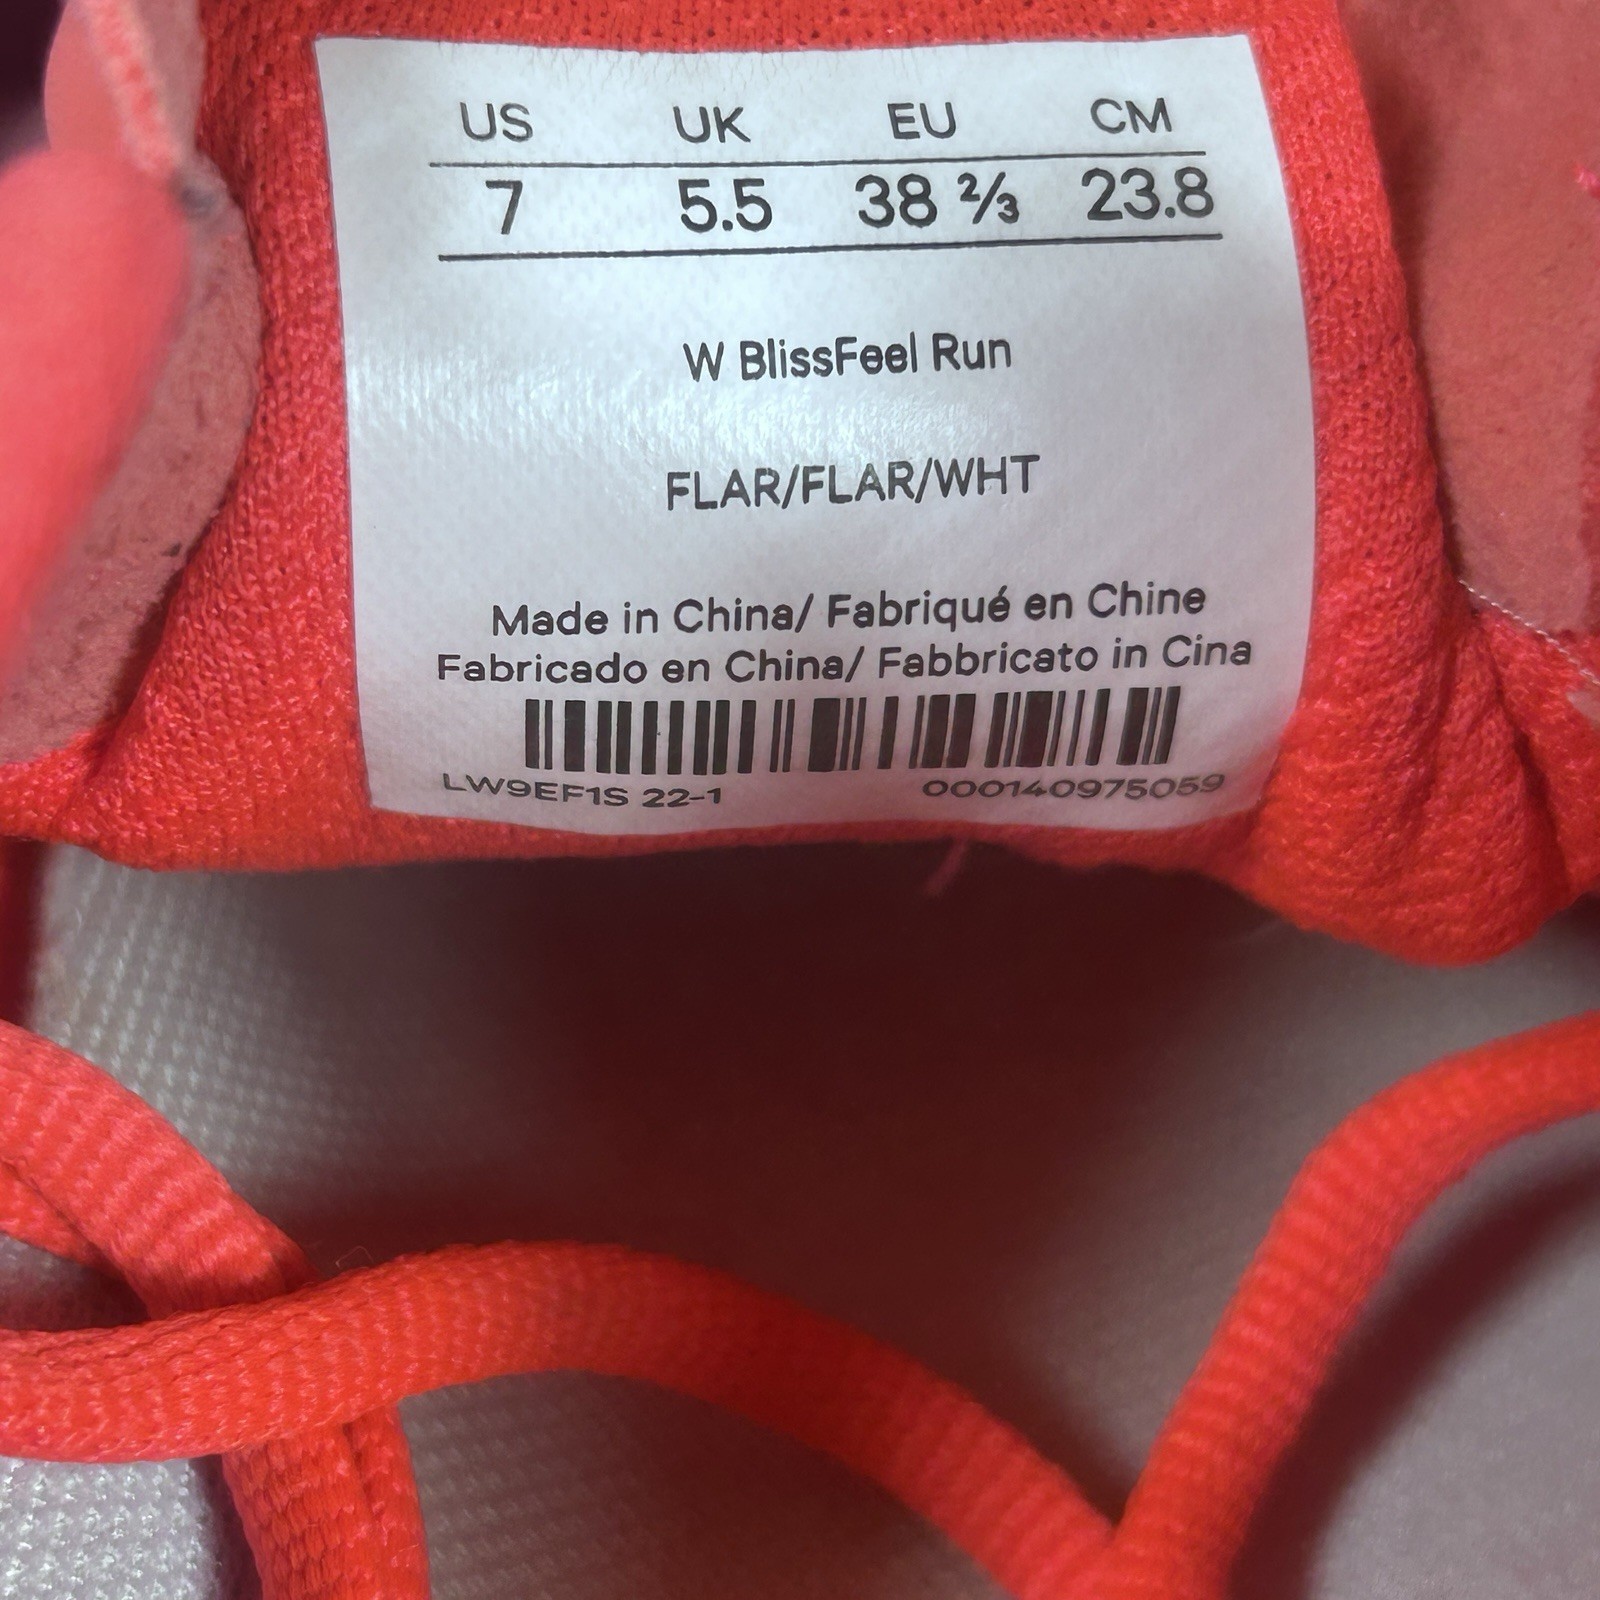 US UK EU CM
7 5.5 38 ⅔ 23.8
W BlissFeel Run
FLAR/FLAR/WHT
Made in China/ Fabriqué en Chine
Fabricado en China/ Fabbricato in Cina
LW9EF1S 22-1 000140975059